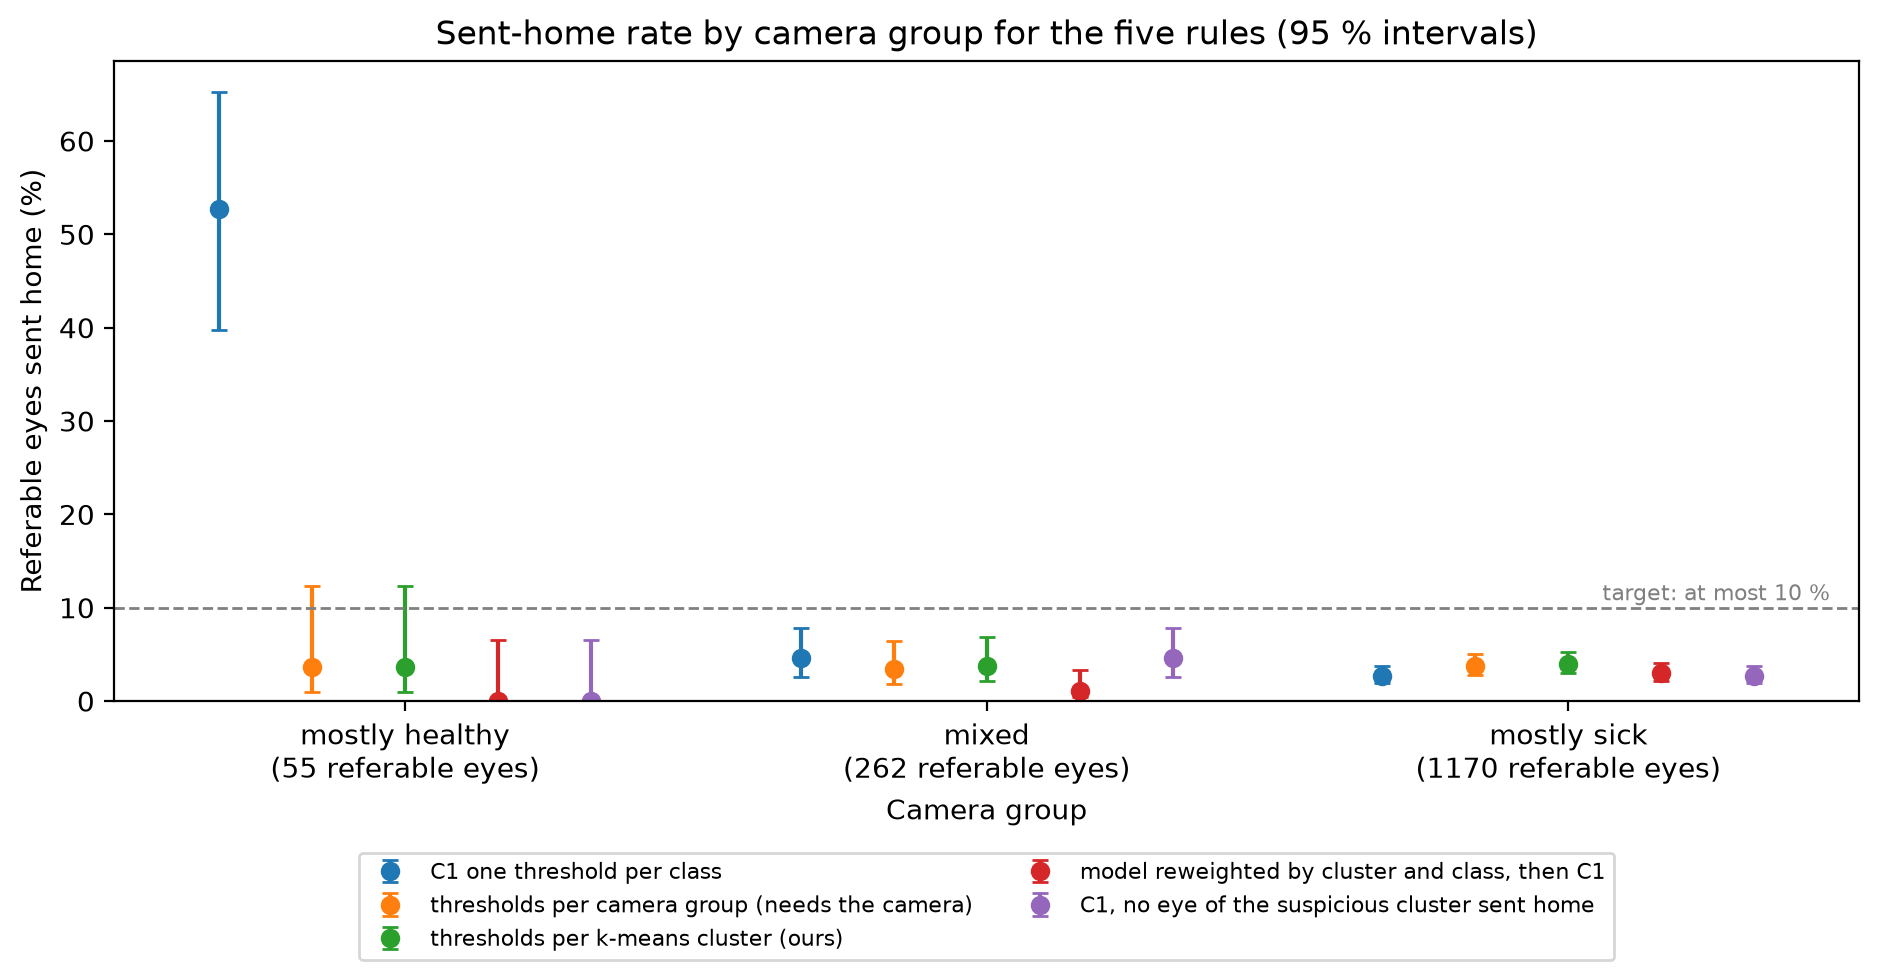 Sent-home rate by camera group for the five rules (95 % intervals)
Referable eyes sent home (%)
60
50
40
30
20
10
0
target: at most 10 %
mostly healthy
(55 referable eyes)
mixed
(262 referable eyes)
mostly sick
(1170 referable eyes)
Camera group
C1 one threshold per class
thresholds per camera group (needs the camera)
thresholds per k-means cluster (ours)
model reweighted by cluster and class, then C1
C1, no eye of the suspicious cluster sent home